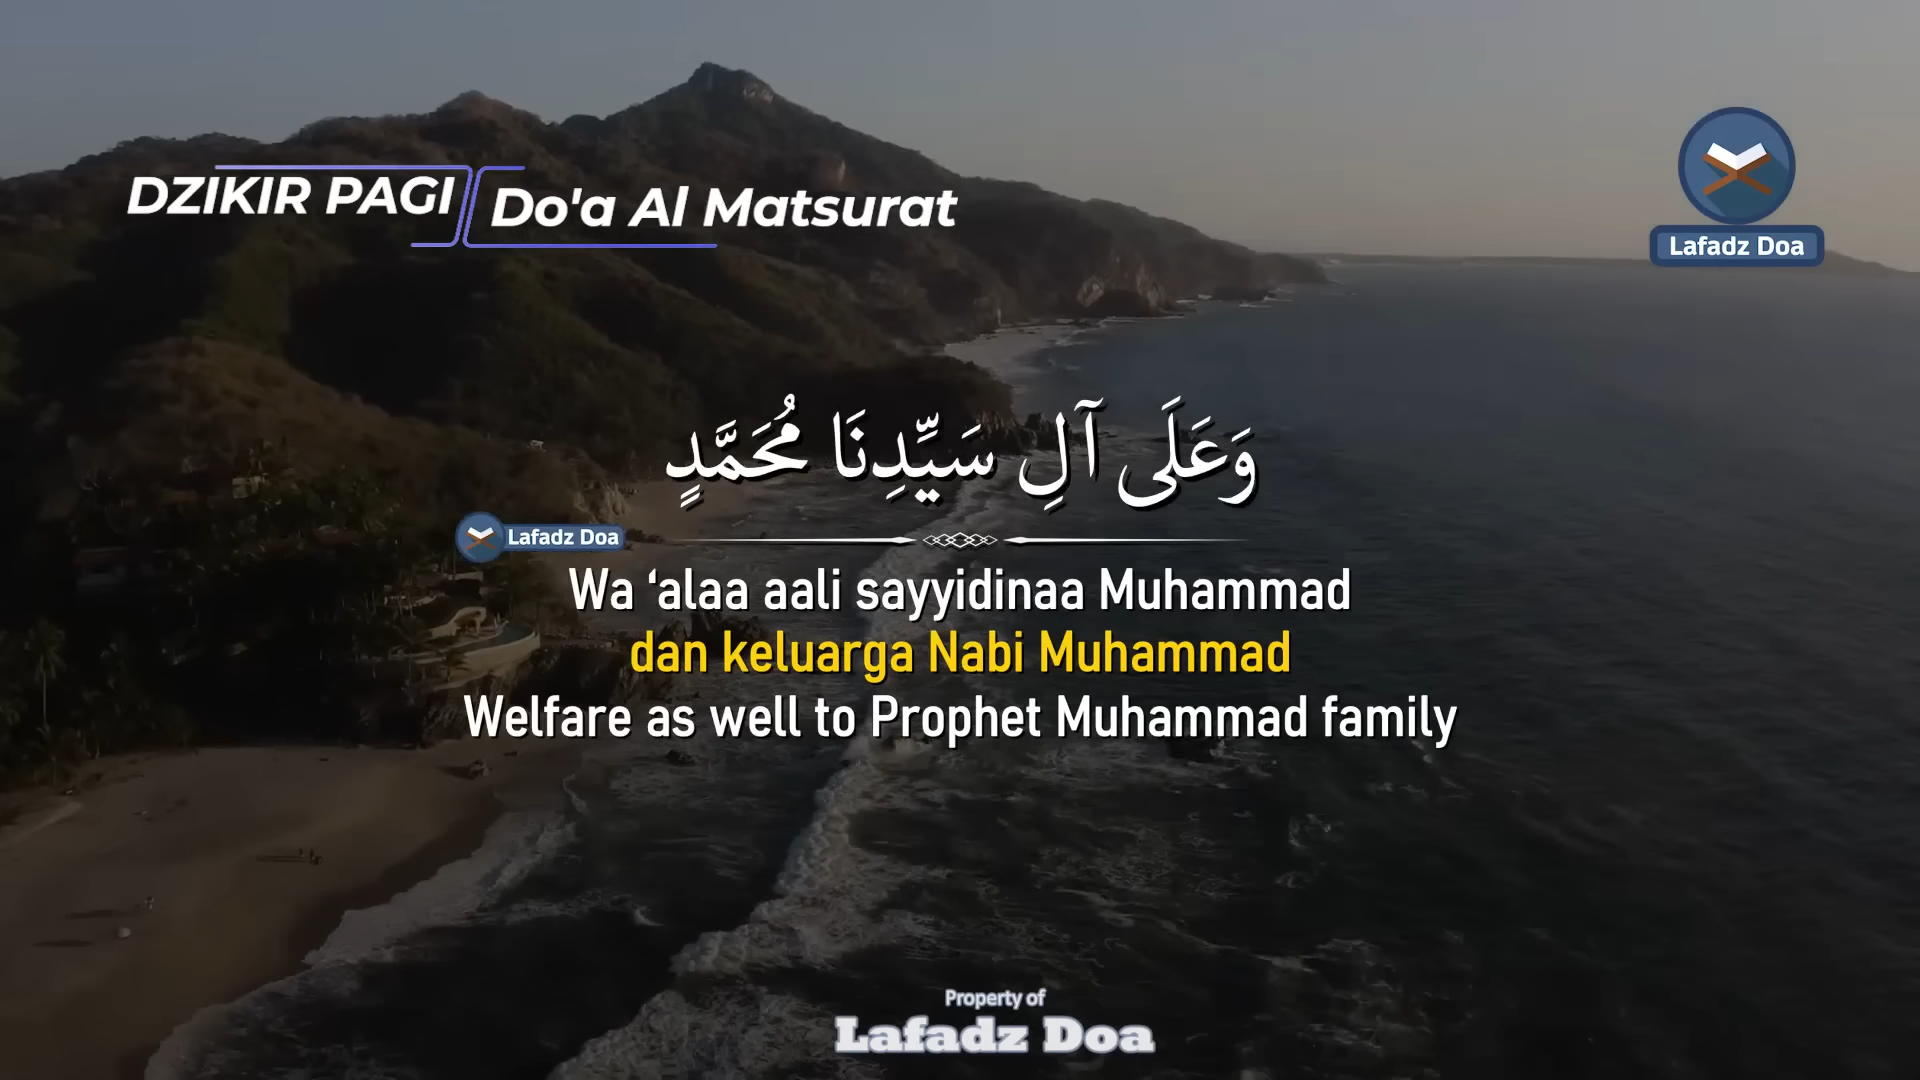 DZIKIR PAGI
Do'a Al Matsurat
Lafadz Doa
وَعَلَى آلِ سَيِّدِنَا مُحَمَّدٍ
Lafadz Doa
Wa ‘alaa aali sayyidinaa Muhammad
dan keluarga Nabi Muhammad
Welfare as well to Prophet Muhammad family
Property of
Lafadz Doa